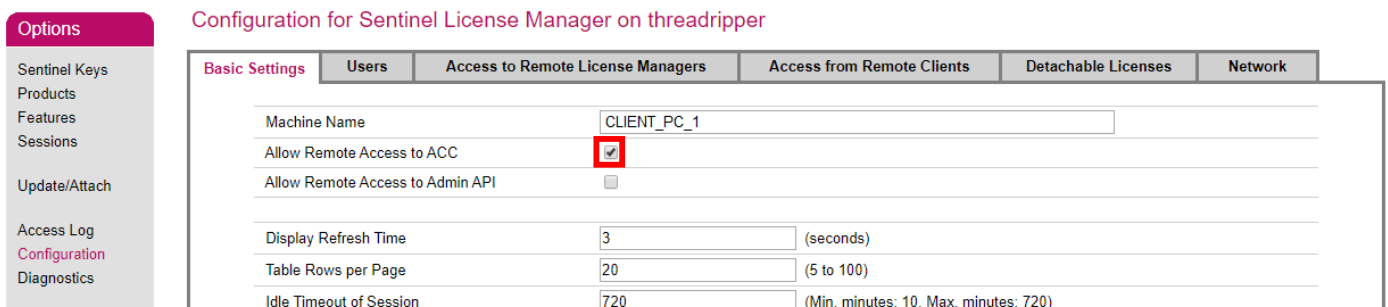 Options
Sentinel Keys
Products
Features
Sessions
Update/Attach
Access Log
Configuration
Diagnostics
Configuration for Sentinel License Manager on threadripper
Basic Settings Users Access to Remote License Managers Access from Remote Clients Detachable Licenses Network
Machine Name CLIENT_PC_1
Allow Remote Access to ACC
Allow Remote Access to Admin API
Display Refresh Time 3 (seconds)
Table Rows per Page 20 (5 to 100)
Idle Timeout of Session 720 (Min. minutes: 10, Max. minutes: 720)